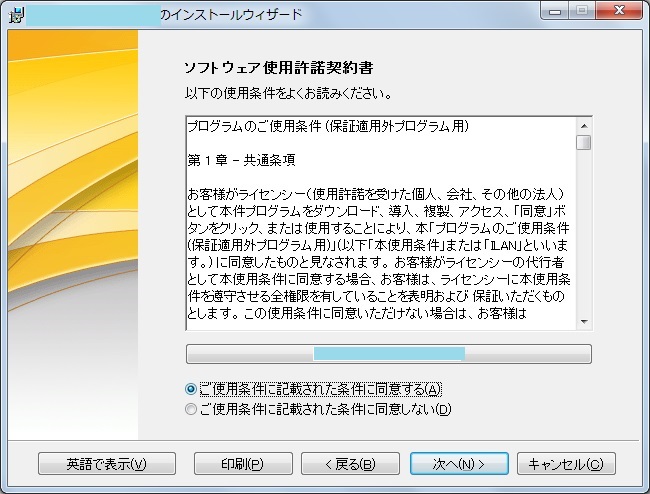 のインストールウィザード
ソフトウェア使用許諾契約書
以下の使用条件をよくお読みください。
プログラムのご使用条件 (保証適用外プログラム用)
第 1 章 - 共通条項
お客様がライセンシー（使用許諾を受けた個人、会社、その他の法人）
として本件プログラムをダウンロード、導入、複製、アクセス、「同意」ボ
タンをクリック、または使用することにより、本「プログラムのご使用条件
(保証適用外プログラム用)」(以下「本使用条件」または「ILAN」といいま
す。) に同意したものと見なされます。お客様がライセンシーの代行者
として本使用条件に同意する場合、お客様は、ライセンシーに本使用条
件を遵守させる全権限を有していることを表明および 保証いただくもの
とします。この使用条件に同意いただけない場合は、お客様は
ご使用条件に記載された条件に同意する(A)
ご使用条件に記載された条件に同意しない(D)
英語で表示(V)
印刷(P)
< 戻る(B)
次へ(N) >
キャンセル(C)